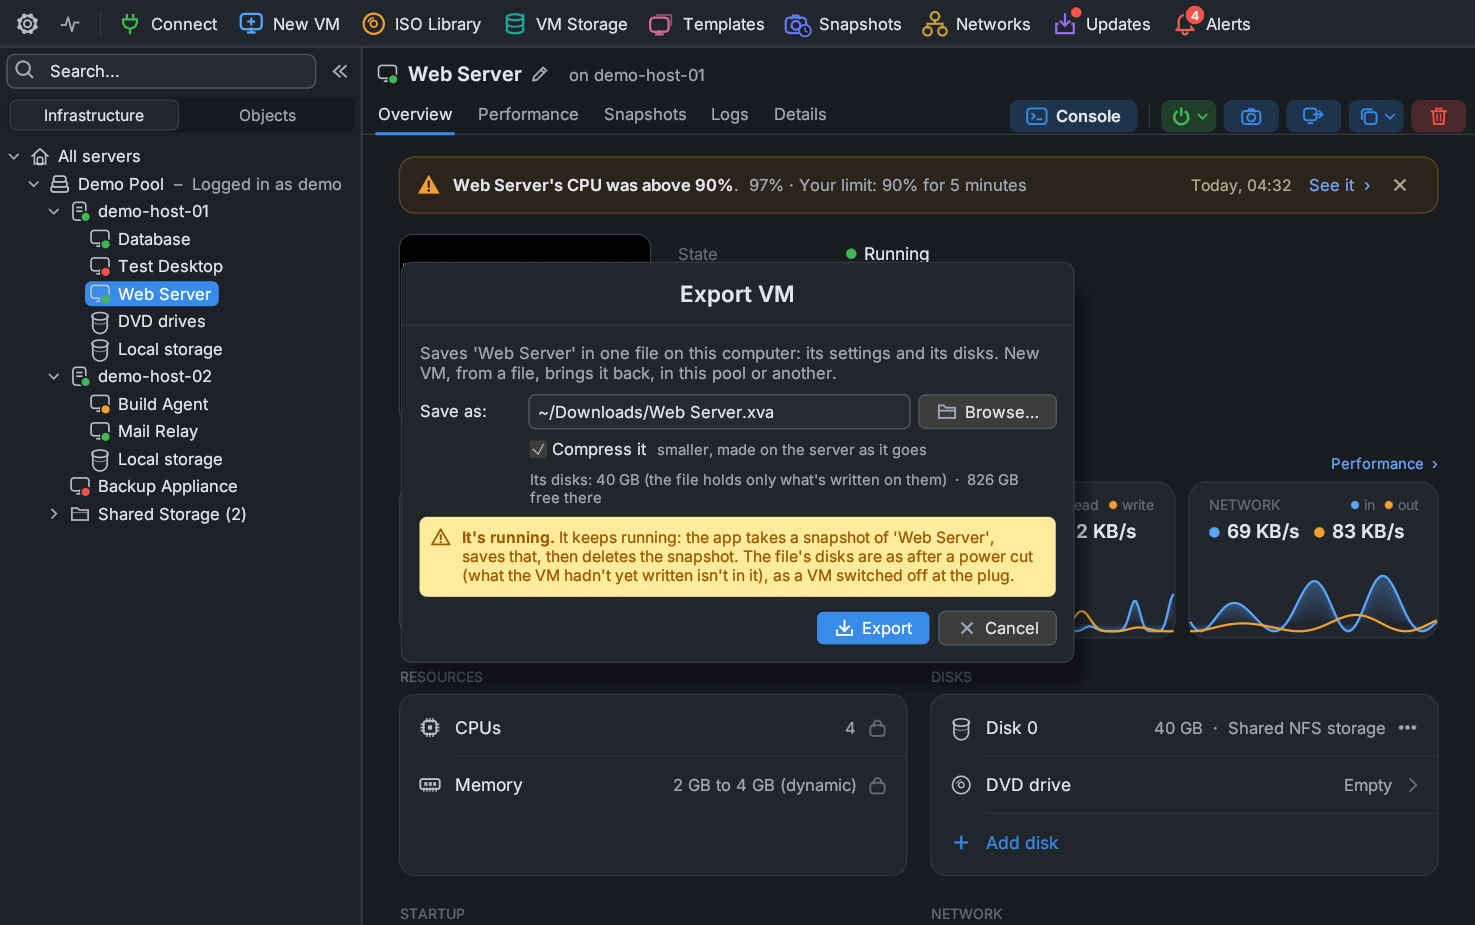 Connect
New VM
ISO Library
VM Storage
Templates
Snapshots
Networks
Updates
4
Alerts
Search...
Infrastructure
Objects
All servers
Demo Pool – Logged in as demo
demo-host-01
Database
Test Desktop
Web Server
DVD drives
Local storage
demo-host-02
Build Agent
Mail Relay
Local storage
Backup Appliance
Shared Storage (2)
Web Server
on demo-host-01
Overview
Performance
Snapshots
Logs
Details
Console
Web Server's CPU was above 90%. 97% · Your limit: 90% for 5 minutes
Today, 04:32
See it ›
State
Running
Export VM
Saves 'Web Server' in one file on this computer: its settings and its disks. New
VM, from a file, brings it back, in this pool or another.
Save as:
~/Downloads/Web Server.xva
Browse...
Compress it smaller, made on the server as it goes
Its disks: 40 GB (the file holds only what's written on them) · 826 GB
free there
It's running. It keeps running: the app takes a snapshot of 'Web Server',
saves that, then deletes the snapshot. The file's disks are as after a power cut
(what the VM hadn't yet written isn't in it), as a VM switched off at the plug.
Export
Cancel
Performance ›
ead
write
2 KB/s
NETWORK
in
out
69 KB/s
83 KB/s
RESOURCES
CPUs
4
Memory
2 GB to 4 GB (dynamic)
DISKS
Disk 0
40 GB · Shared NFS storage
DVD drive
Empty
Add disk
STARTUP
NETWORK